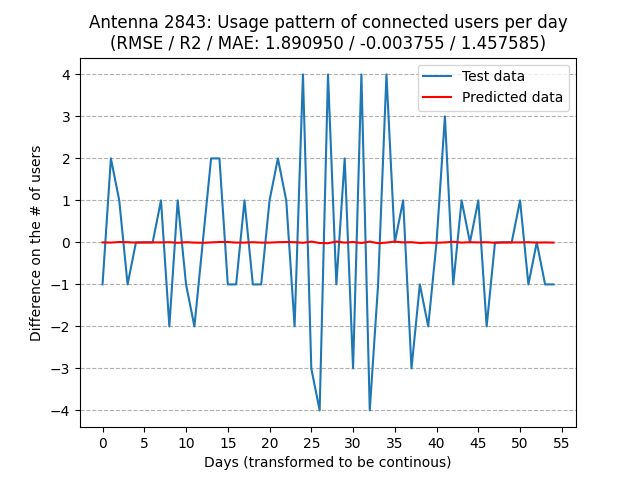 Antenna 2843: Usage pattern of connected users per day
(RMSE / R2 / MAE: 1.890950 / -0.003755 / 1.457585)
Test data
Predicted data
4
3
2
1
0
−1
−2
−3
−4
Difference on the # of users
0 5 10 15 20 25 30 35 40 45 50 55
Days (transformed to be continous)